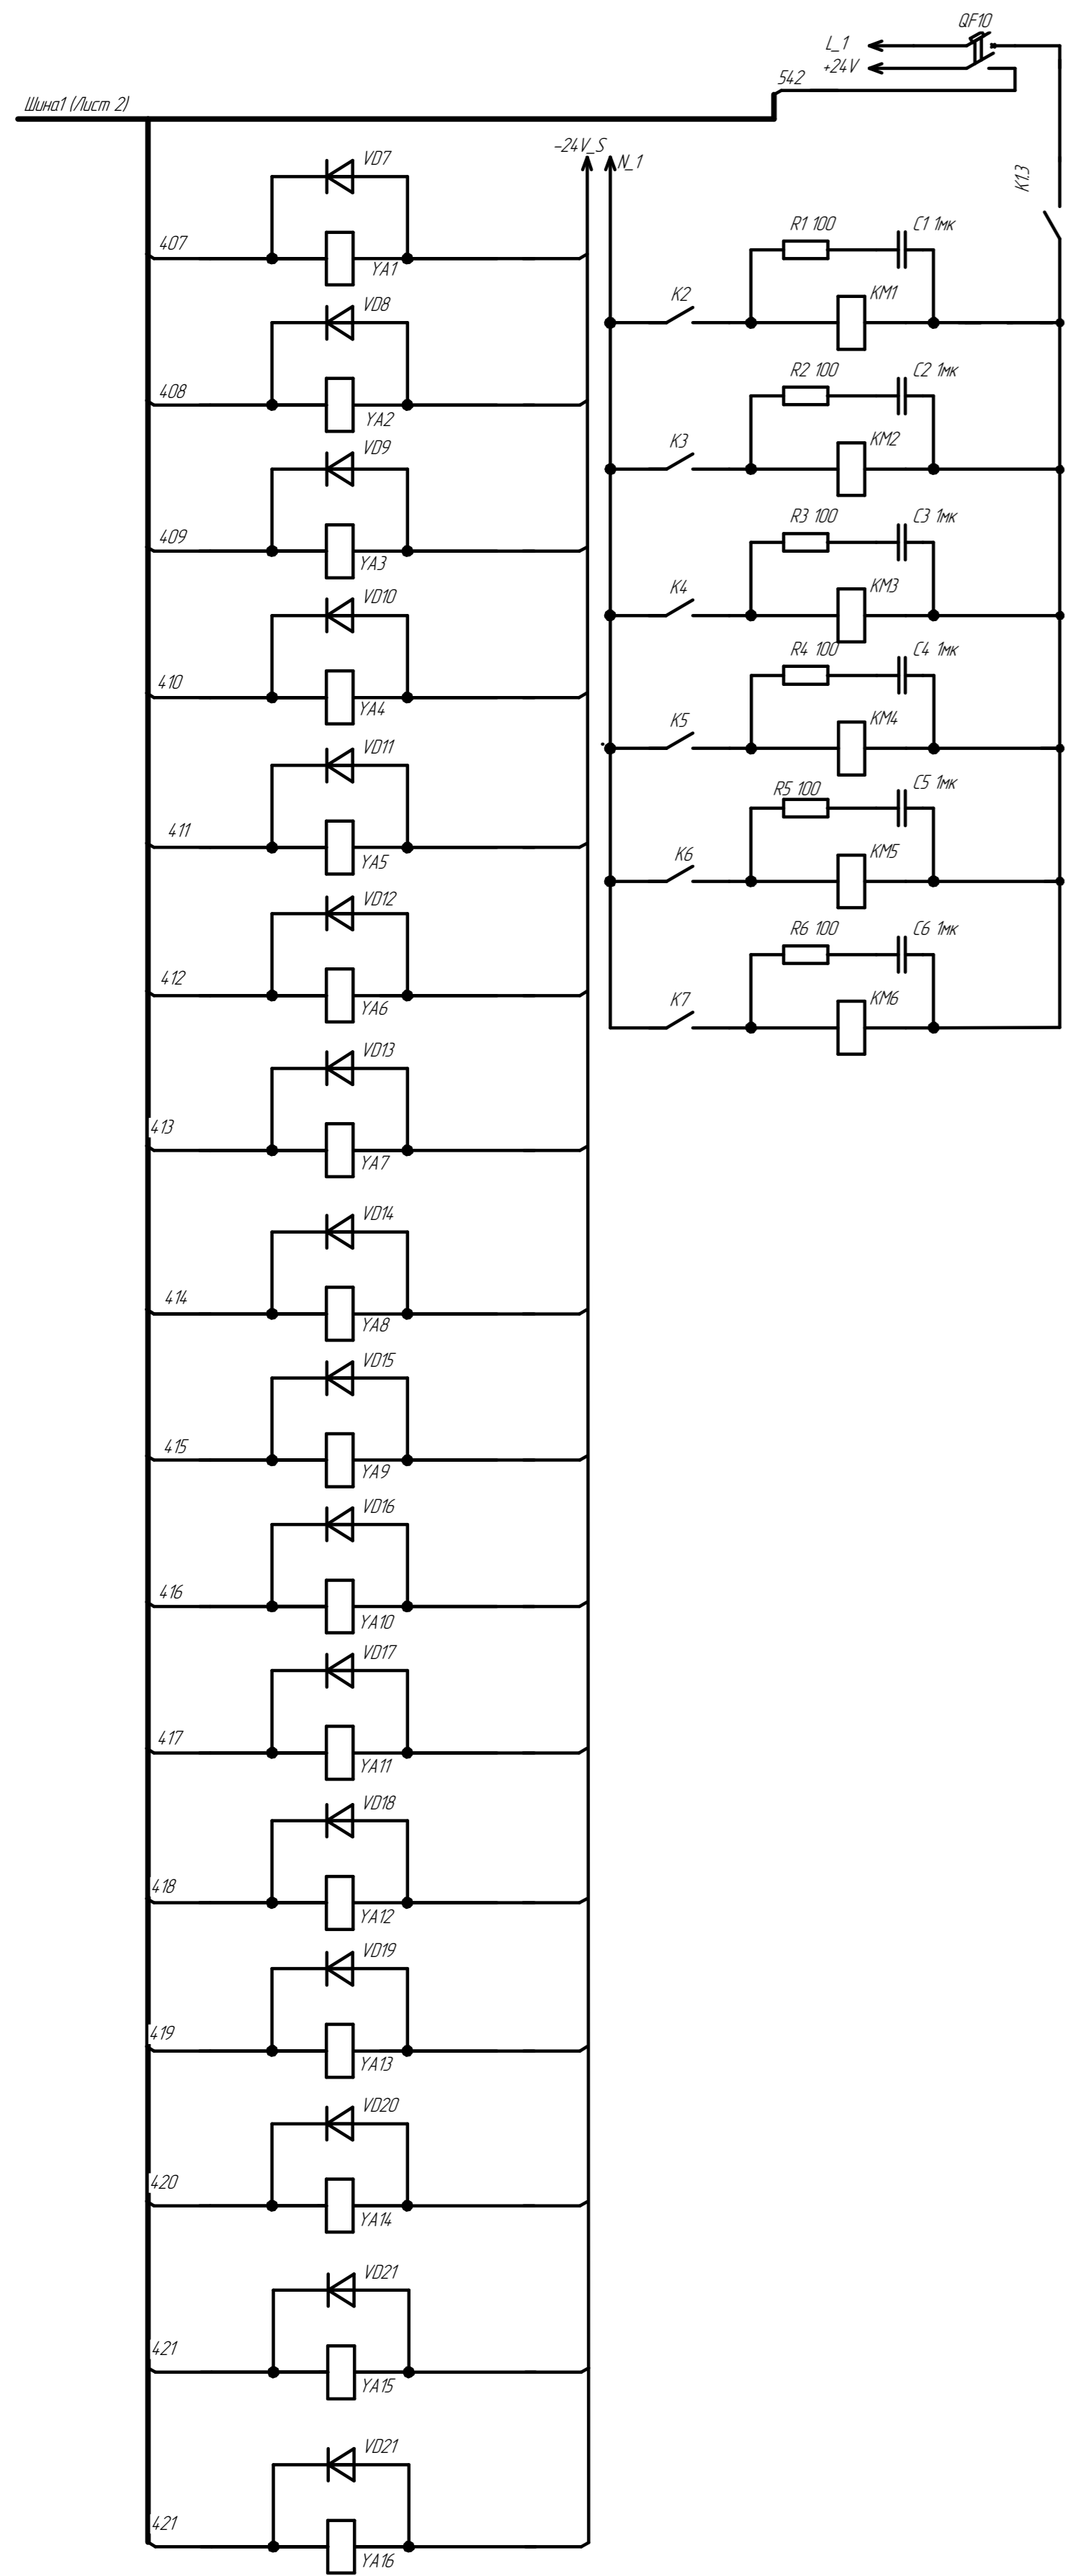 QF10
L_1
+24V
542
Шина1 (Лист 2)
-24V_S
N_1
K1.3
VD7
407
YA1
VD8
408
YA2
VD9
409
YA3
VD10
410
YA4
VD11
411
YA5
VD12
412
YA6
VD13
413
YA7
VD14
414
YA8
VD15
415
YA9
VD16
416
YA10
VD17
417
YA11
VD18
418
YA12
VD19
419
YA13
VD20
420
YA14
VD21
421
YA15
VD21
421
YA16
R1 100
C1 1мк
K2
KM1
R2 100
C2 1мк
K3
KM2
R3 100
C3 1мк
K4
KM3
R4 100
C4 1мк
K5
KM4
R5 100
C5 1мк
K6
KM5
R6 100
C6 1мк
K7
KM6